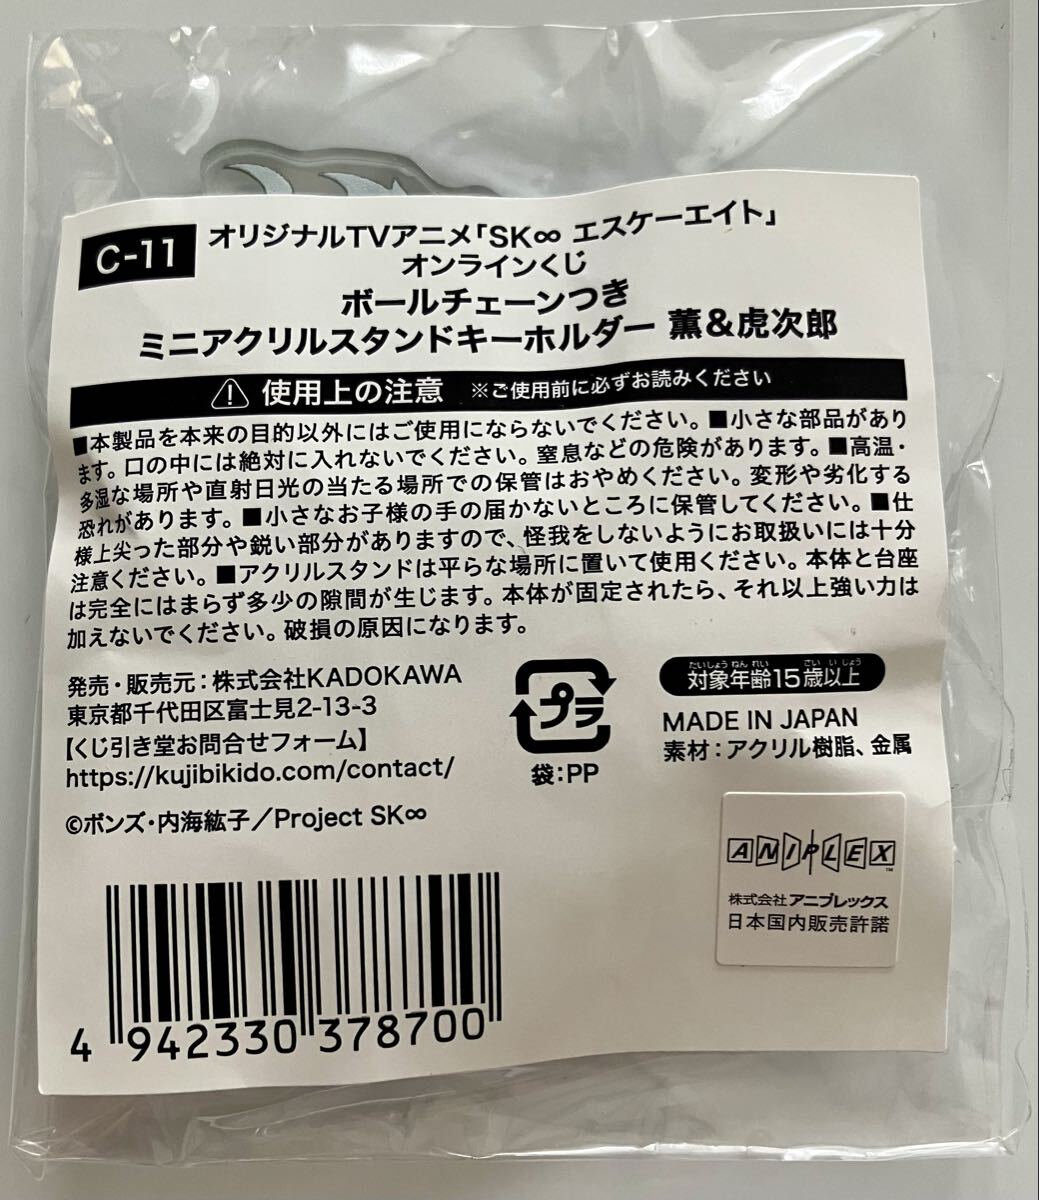 C-11
オリジナルTVアニメ「SK∞ エスケーエイト」
オンラインくじ
ボールチェーンつき
ミニアクリルスタンドキーホルダー 薫&虎次郎
使用上の注意 ※ご使用前に必ずお読みください
■本製品を本来の目的以外にはご使用にならないでください。■小さな部品があり
ます。口の中には絶対に入れないでください。窒息などの危険があります。■高温・
多湿な場所や直射日光の当たる場所での保管はおやめください。変形や劣化する
恐れがあります。■小さなお子様の手の届かないところに保管してください。■仕
様上尖った部分や鋭い部分がありますので、怪我をしないようにお取扱いには十分
注意ください。■アクリルスタンドは平らな場所に置いて使用ください。本体と台座
は完全にはまらず多少の隙間が生じます。本体が固定されたら、それ以上強い力は
加えないでください。破損の原因になります。
発売・販売元:株式会社KADOKAWA
東京都千代田区富士見2-13-3
【くじ引き堂お問合せフォーム】
https://kujibikido.com/contact/
©ボンズ・内海紘子/Project SK∞
プラ
袋:PP
たいしょうねんれい さい いじょう
対象年齢15歳以上
MADE IN JAPAN
素材:アクリル樹脂、金属
ANIPLEX™
株式会社アニプレックス
日本国内販売許諾
4 942330 378700